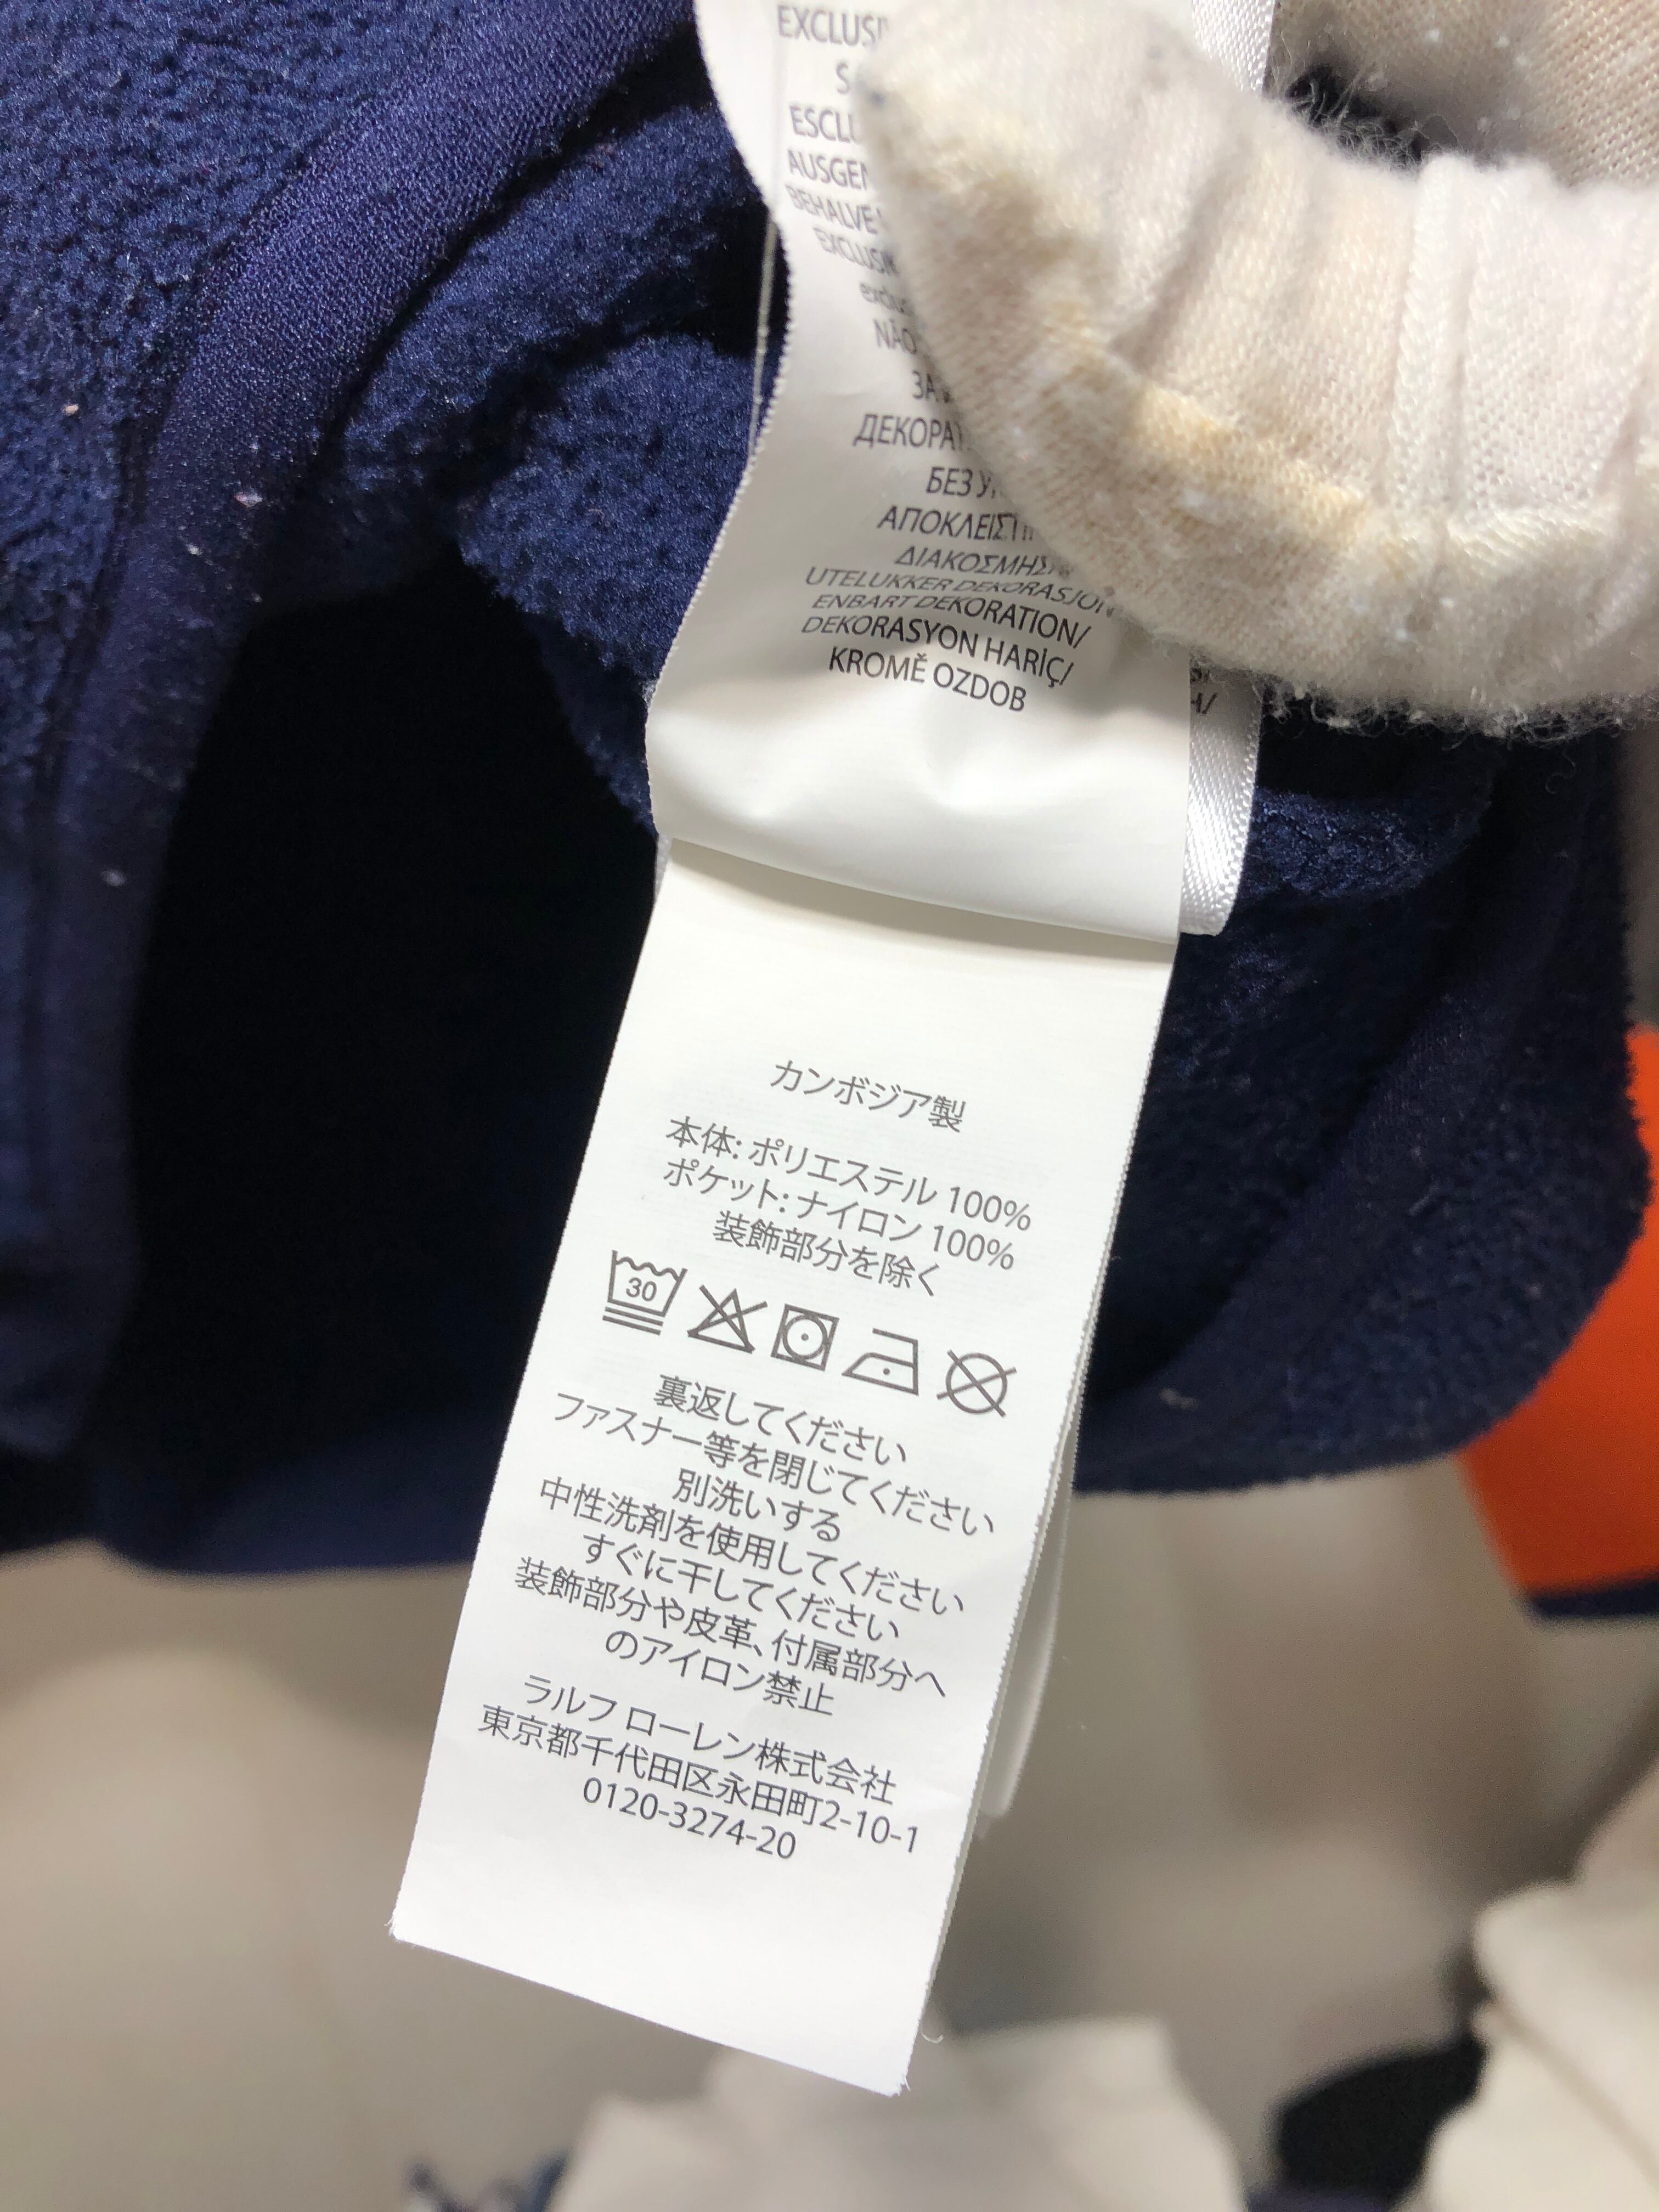 БЕЗ
UTELUKKER DEKORASJON
ENBART DEKORATION/
DEKORASYON HARİÇ/
KROMĚ OZDOB
カンボジア製
本体: ポリエステル 100%
ポケット: ナイロン 100%
装飾部分を除く
30
裏返してください
ファスナー等を閉じてください
別洗いする
中性洗剤を使用してください
すぐに干してください
装飾部分や皮革、付属部分へ
のアイロン禁止
ラルフ ローレン株式会社
東京都千代田区永田町2-10-1
0120-3274-20